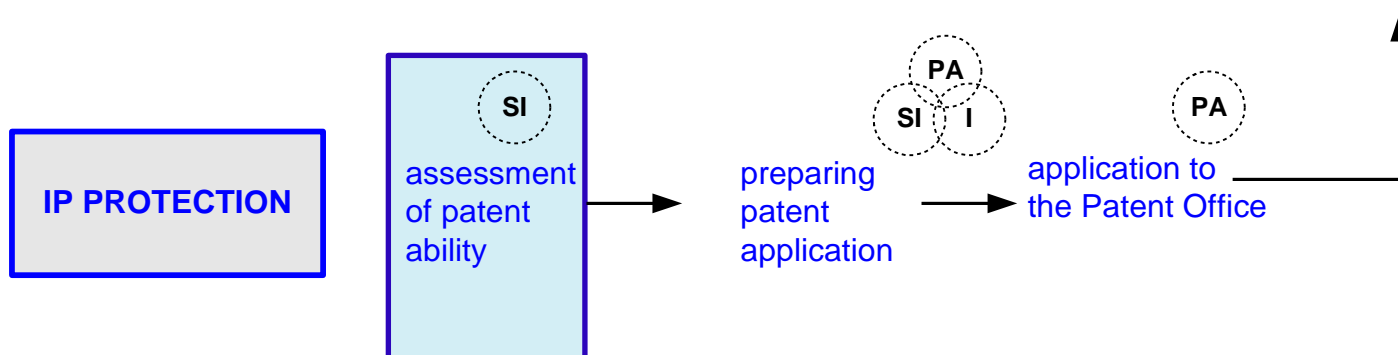 IP PROTECTION
SI
assessment
of patent
ability
PA
SI
I
preparing
patent
application
PA
application to
the Patent Office